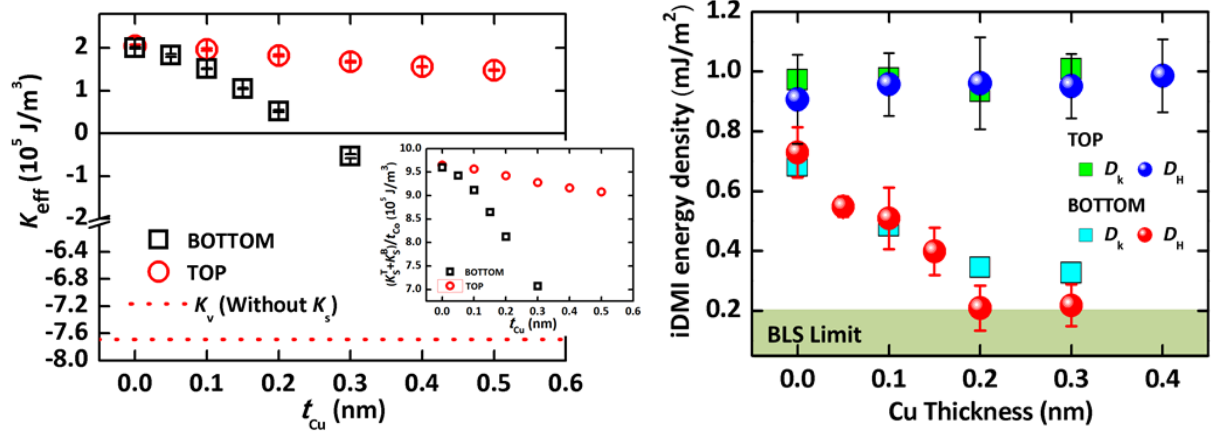 K_eff (10^5 J/m^3)
2
1
0
-1
-2
-6.4
-6.8
-7.2
-7.6
-8.0
BOTTOM
TOP
K_v (Without K_s)
0.0 0.1 0.2 0.3 0.4 0.5 0.6
t_Cu (nm)
(K_S^T+K_S^B)/t_Co (10^5 J/m^3)
10.0
9.5
9.0
8.5
8.0
7.5
7.0
BOTTOM
TOP
0.0 0.1 0.2 0.3 0.4 0.5 0.6
t_Cu (nm)
iDMI energy density (mJ/m^2)
1.2
1.0
0.8
0.6
0.4
0.2
TOP
D_k D_H
BOTTOM
D_k D_H
BLS Limit
0.0 0.1 0.2 0.3 0.4
Cu Thickness (nm)